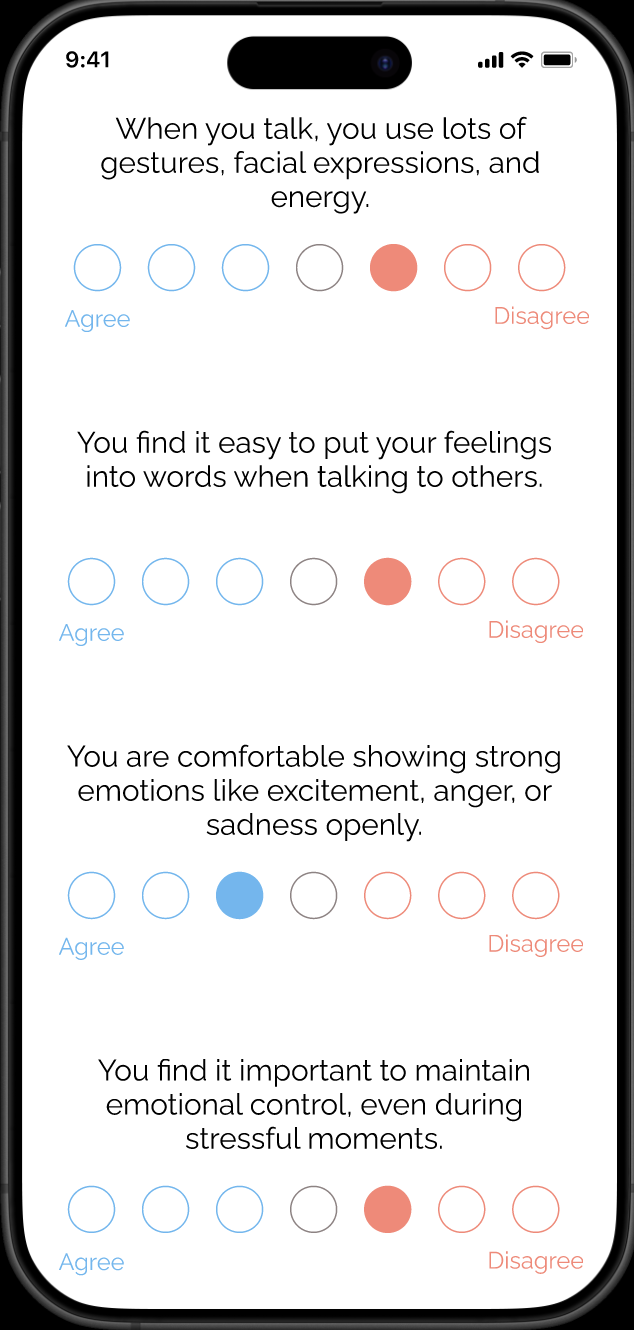 9:41
When you talk, you use lots of
gestures, facial expressions, and
energy.
Agree
Disagree
You find it easy to put your feelings
into words when talking to others.
Agree
Disagree
You are comfortable showing strong
emotions like excitement, anger, or
sadness openly.
Agree
Disagree
You find it important to maintain
emotional control, even during
stressful moments.
Agree
Disagree